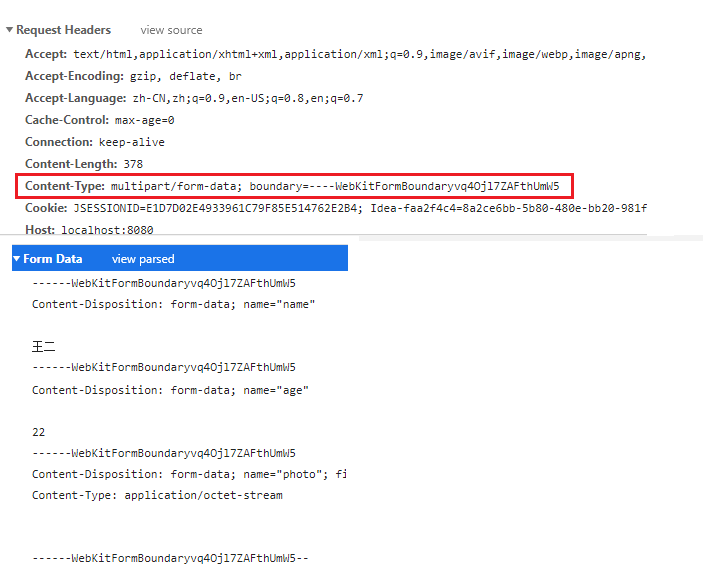 Request Headers view source
Accept: text/html,application/xhtml+xml,application/xml;q=0.9,image/avif,image/webp,image/apng,
Accept-Encoding: gzip, deflate, br
Accept-Language: zh-CN,zh;q=0.9,en-US;q=0.8,en;q=0.7
Cache-Control: max-age=0
Connection: keep-alive
Content-Length: 378
Content-Type: multipart/form-data; boundary=----WebKitFormBoundaryvq4Ojl7ZAFthUmW5
Cookie: JSESSIONID=E1D7D02E4933961C79F85E514762E2B4; Idea-faa2f4c4=8a2ce6bb-5b80-480e-bb20-981f
Host: localhost:8080
Form Data view parsed
------WebKitFormBoundaryvq4Ojl7ZAFthUmW5
Content-Disposition: form-data; name="name"
王二
------WebKitFormBoundaryvq4Ojl7ZAFthUmW5
Content-Disposition: form-data; name="age"
22
------WebKitFormBoundaryvq4Ojl7ZAFthUmW5
Content-Disposition: form-data; name="photo"; fi
Content-Type: application/octet-stream
------WebKitFormBoundaryvq4Ojl7ZAFthUmW5--